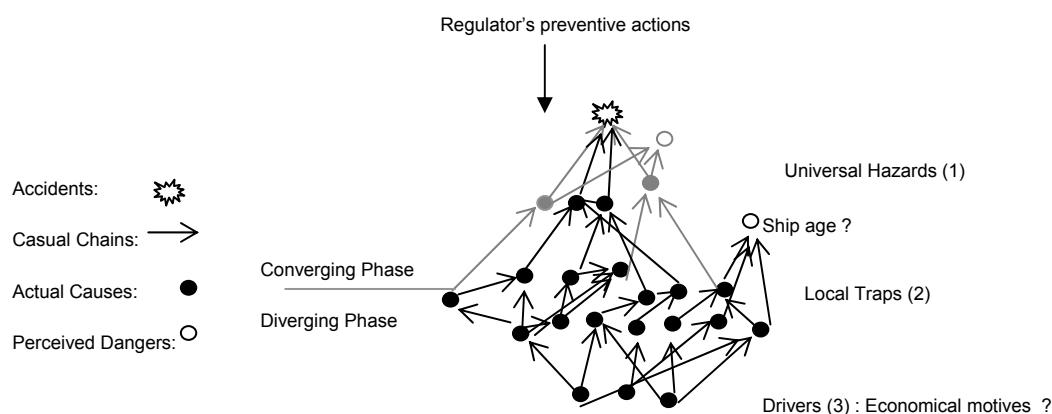 Regulator's preventive actions
Universal Hazards (1)
Accidents:
Ship age ?
Casual Chains:
Converging Phase
Actual Causes:
Local Traps (2)
Diverging Phase
Perceived Dangers:
Drivers (3) : Economical motives ?